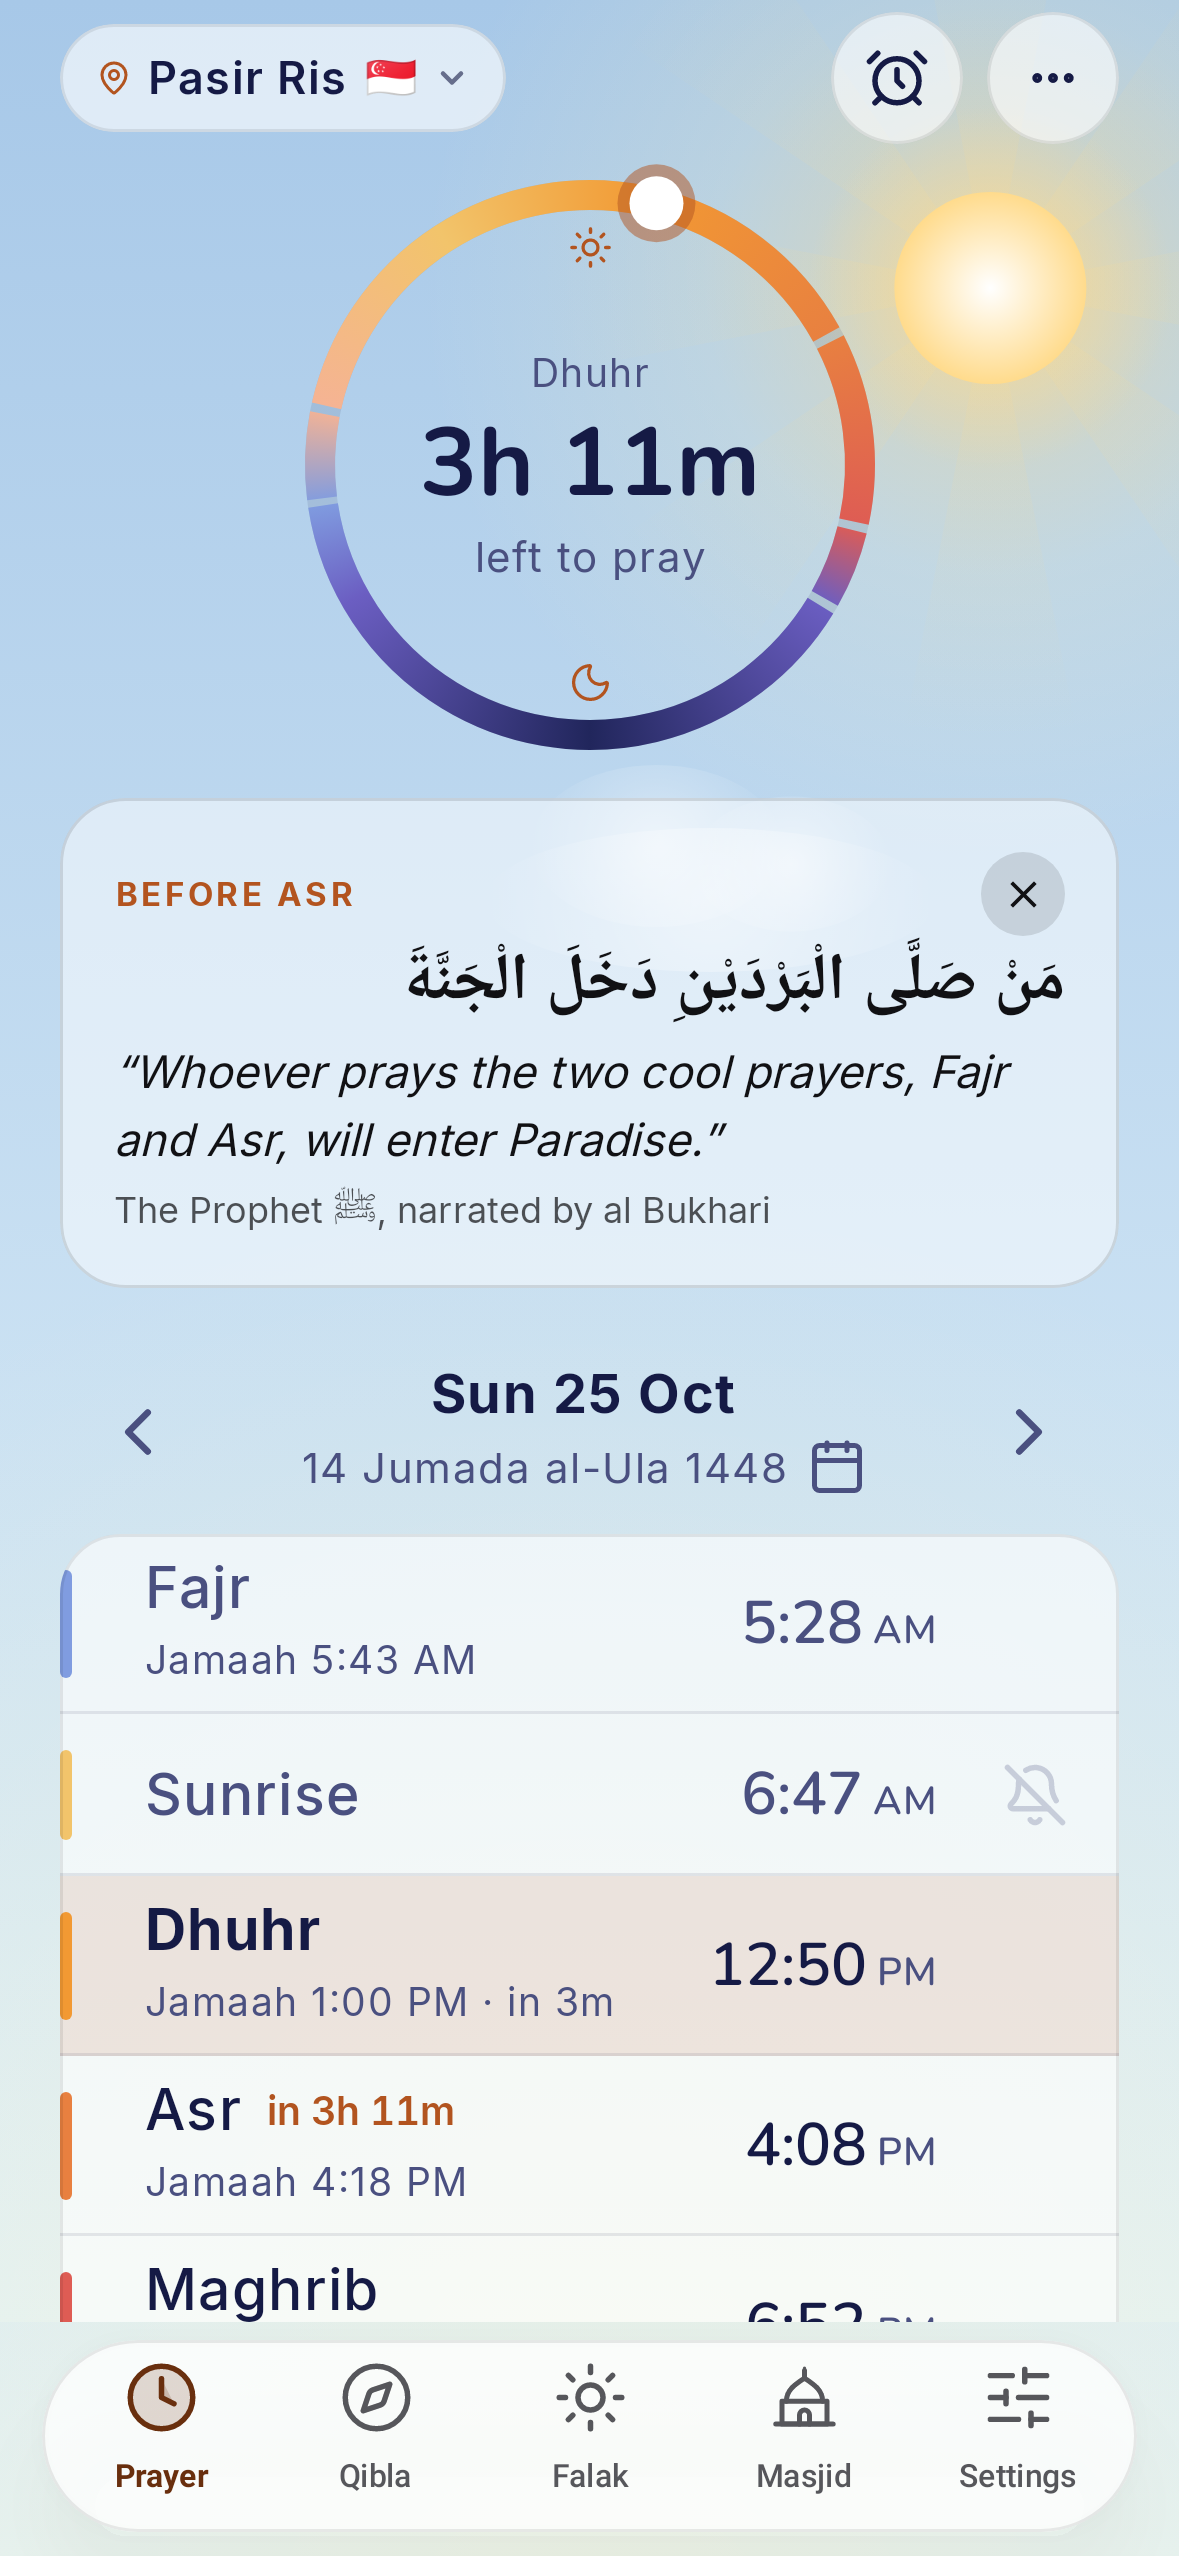 Pasir Ris
Dhuhr
3h 11m
left to pray
BEFORE ASR
مَنْ صَلَّى الْبَرْدَيْنِ دَخَلَ الْجَنَّةَ
“Whoever prays the two cool prayers, Fajr
and Asr, will enter Paradise.”
The Prophet ﷺ, narrated by al Bukhari
Sun 25 Oct
14 Jumada al-Ula 1448
Fajr
5:28 AM
Jamaah 5:43 AM
Sunrise
6:47 AM
Dhuhr
12:50 PM
Jamaah 1:00 PM · in 3m
Asr in 3h 11m
4:08 PM
Jamaah 4:18 PM
Maghrib
Prayer
Qibla
Falak
Masjid
Settings